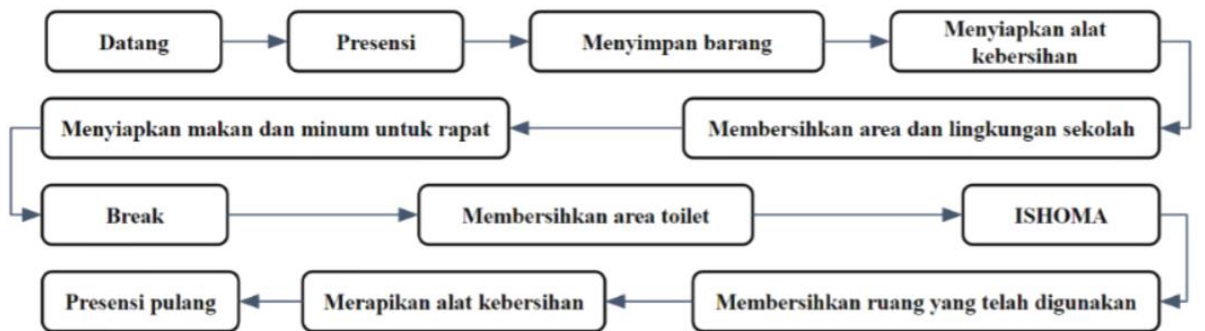 Datang
Presensi
Menyimpan barang
Menyiapkan alat
kebersihan
Membersihkan area dan lingkungan sekolah
Menyiapkan makan dan minum untuk rapat
Break
Membersihkan area toilet
ISHOMA
Membersihkan ruang yang telah digunakan
Merapikan alat kebersihan
Presensi pulang